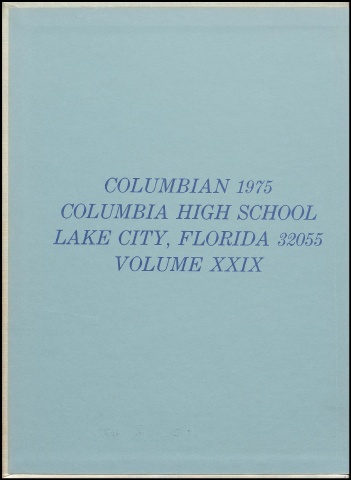 COLUMBIAN 1975
COLUMBIA HIGH SCHOOL
LAKE CITY, FLORIDA 32055
VOLUME XXIX